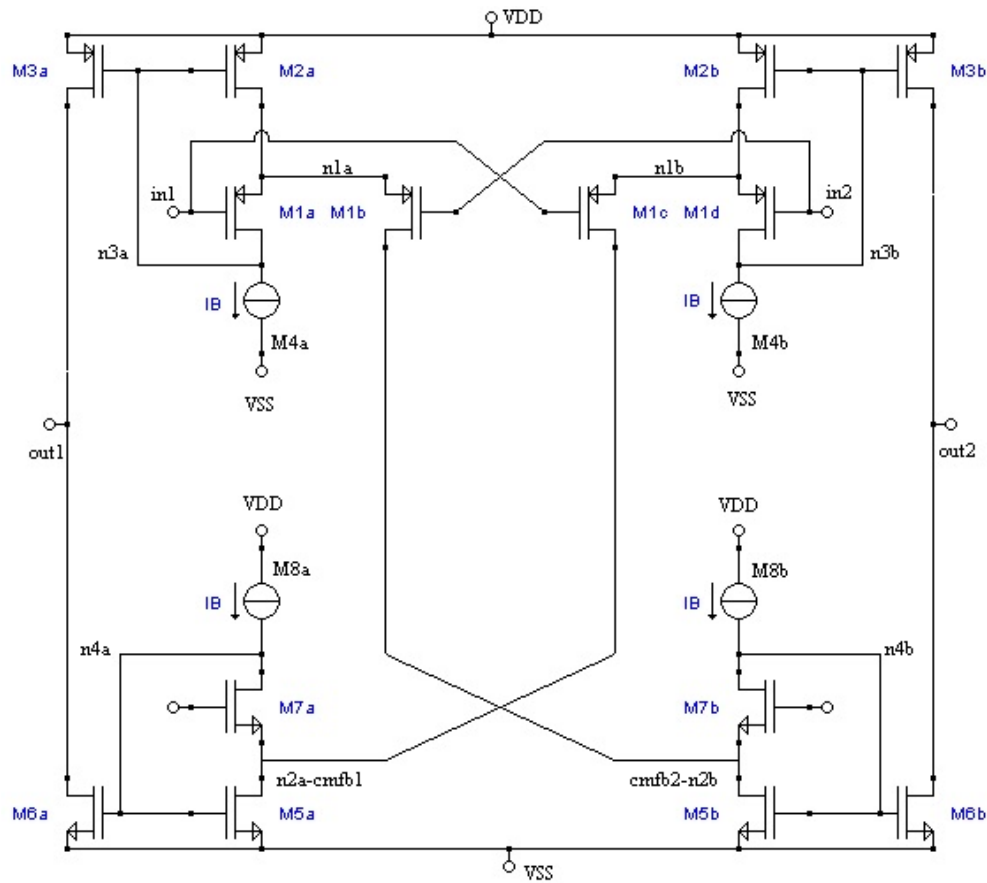 VDD
M3a
M2a
M2b
M3b
n1a
n1b
in1
in2
M1a
M1b
M1c
M1d
n3a
n3b
IB
IB
M4a
M4b
VSS
VSS
out1
out2
VDD
VDD
M8a
M8b
IB
IB
n4a
n4b
M7a
M7b
n2a-cmfb1
cmfb2-n2b
M6a
M5a
M5b
M6b
VSS